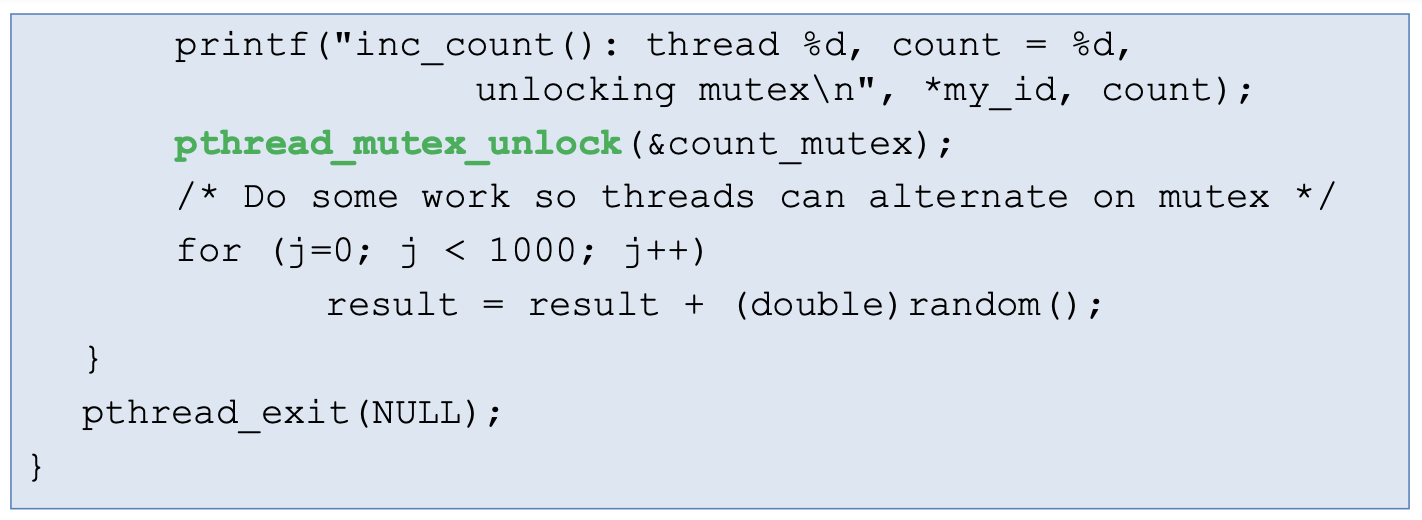 printf("inc_count(): thread %d, count = %d,
unlocking mutex\n", *my_id, count);
pthread_mutex_unlock(&count_mutex);
/* Do some work so threads can alternate on mutex */
for (j=0; j < 1000; j++)
result = result + (double)random();
}
pthread_exit(NULL);
}